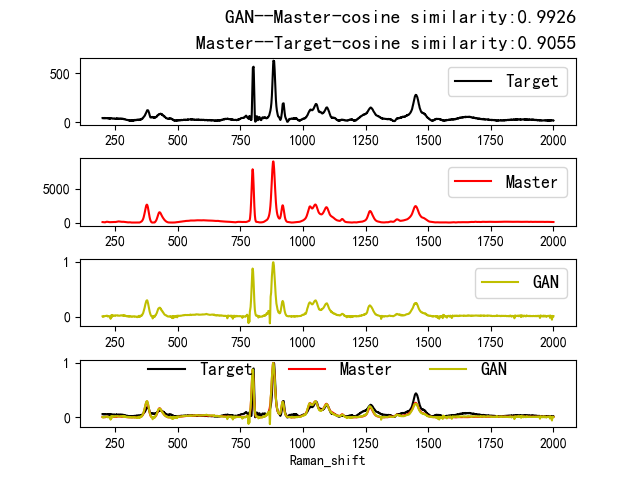 GAN--Master-cosine similarity:0.9926
Master--Target-cosine similarity:0.9055
500
0
Target
250 500 750 1000 1250 1500 1750 2000
5000
0
Master
250 500 750 1000 1250 1500 1750 2000
1
0
GAN
250 500 750 1000 1250 1500 1750 2000
1
0
Target Master GAN
250 500 750 1000 1250 1500 1750 2000
Raman_shift